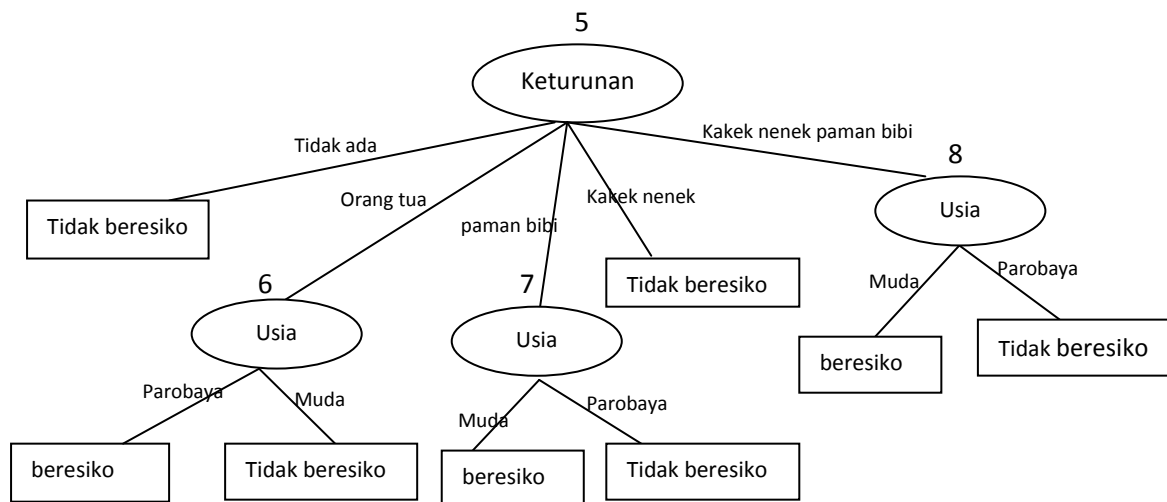 5
Keturunan
Kakek nenek paman bibi
Tidak ada
8
Orang tua
Kakek nenek
Usia
Tidak beresiko
paman bibi
Muda
Parobaya
6
7
Tidak beresiko
Usia
Usia
beresiko
Tidak beresiko
Parobaya
Muda
Muda
Parobaya
beresiko
Tidak beresiko
beresiko
Tidak beresiko